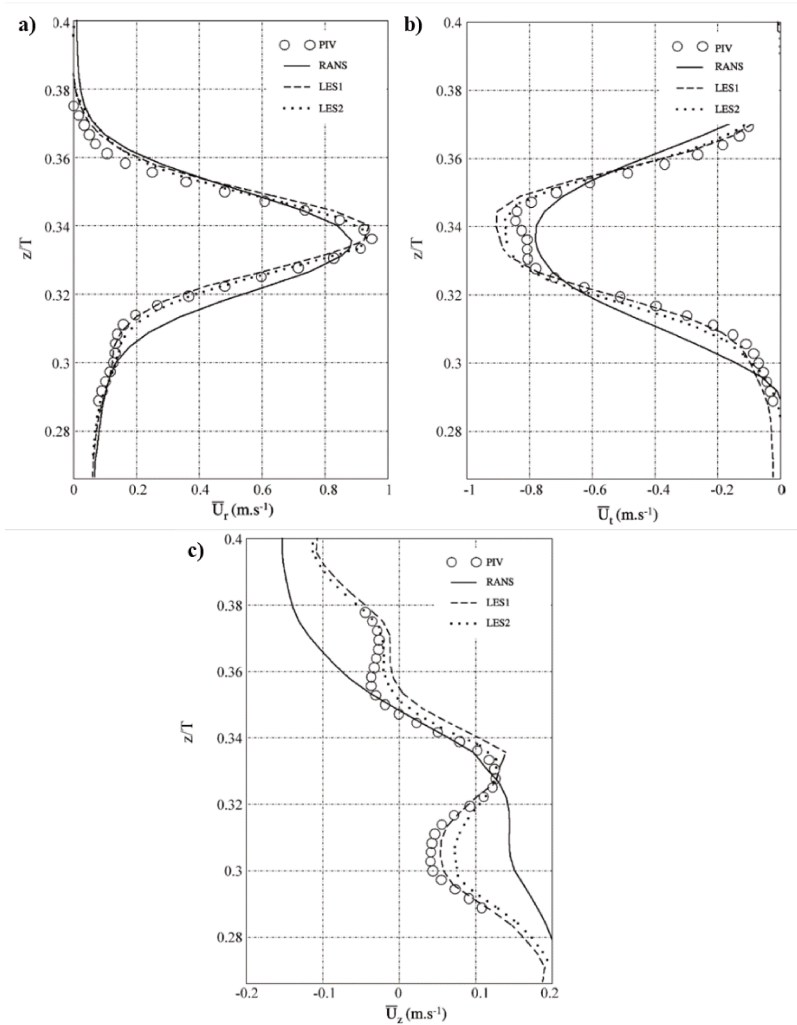 a)
0.4
0.38
0.36
0.34
0.32
0.3
0.28
z/T
PIV
RANS
LES1
LES2
0 0.2 0.4 0.6 0.8 1
U̅r (m.s-1)
b)
0.4
0.38
0.36
0.34
0.32
0.3
0.28
z/T
PIV
RANS
LES1
LES2
-1 -0.8 -0.6 -0.4 -0.2 0
U̅t (m.s-1)
c)
0.4
0.38
0.36
0.34
0.32
0.3
0.28
z/T
PIV
RANS
LES1
LES2
-0.2 -0.1 0 0.1 0.2
U̅z (m.s-1)